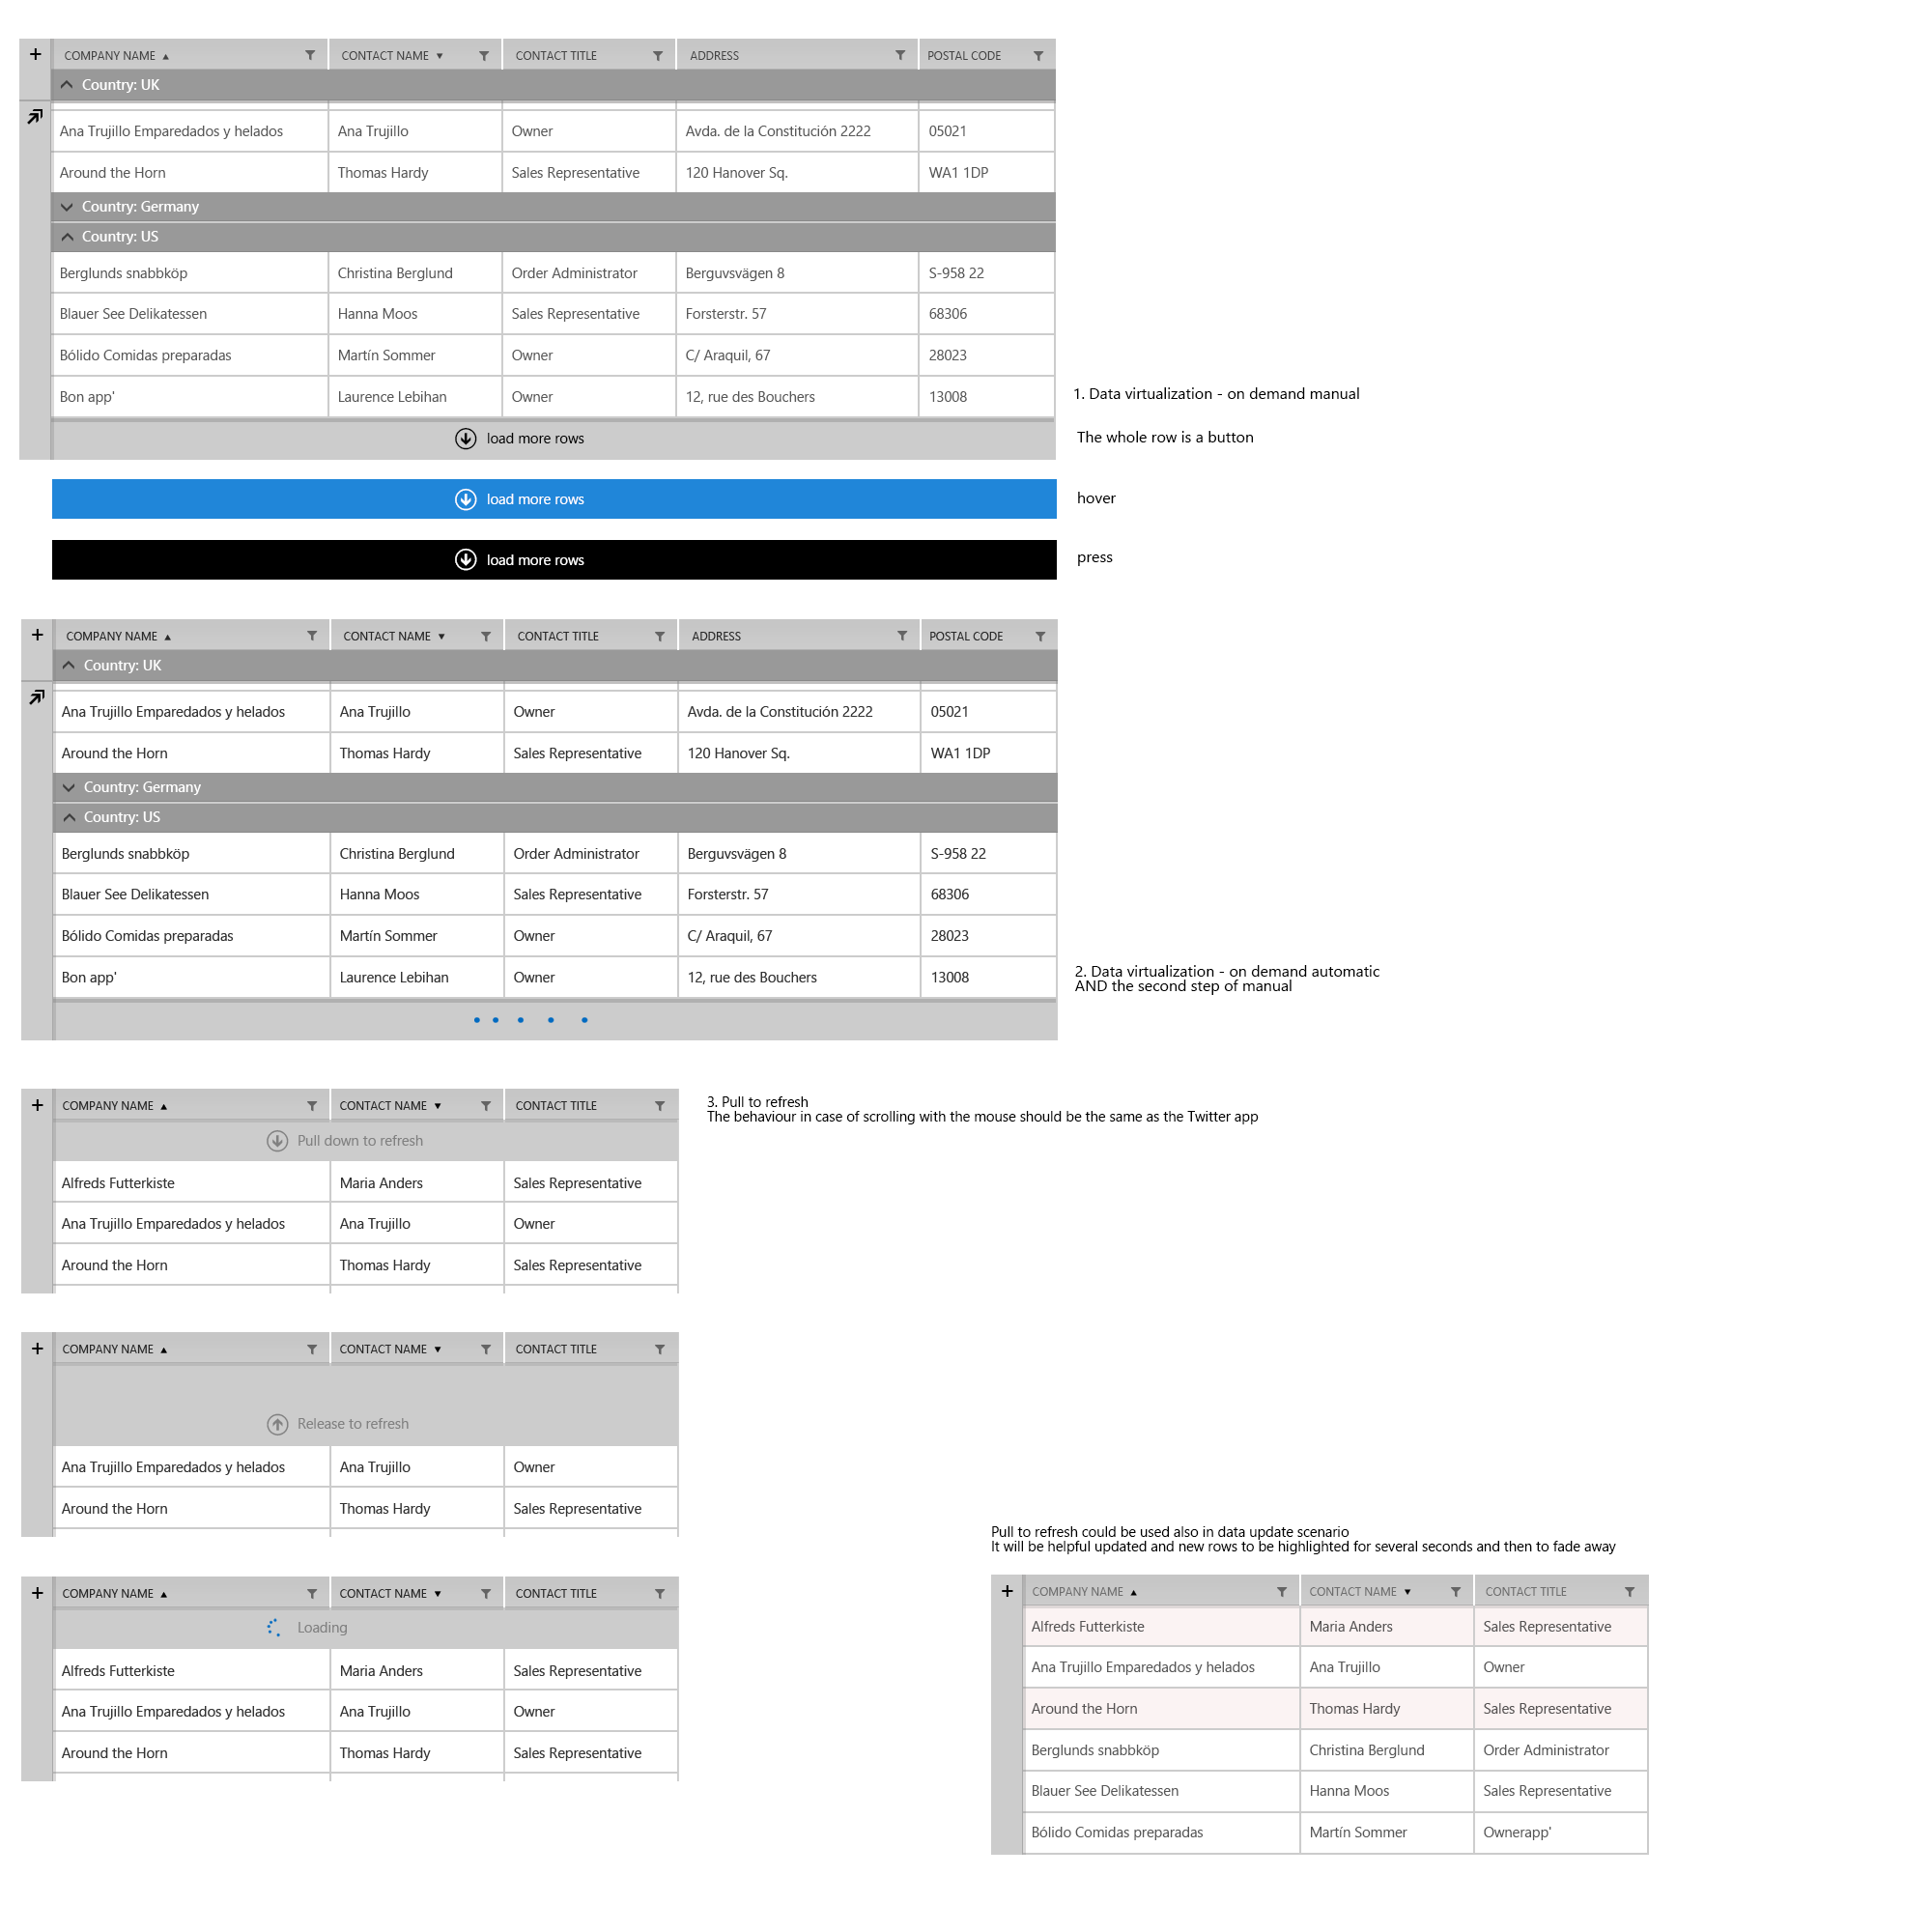 COMPANY NAME CONTACT NAME CONTACT TITLE ADDRESS POSTAL CODE
Country: UK
Ana Trujillo Emparedados y helados Ana Trujillo Owner Avda. de la Constitución 2222 05021
Around the Horn Thomas Hardy Sales Representative 120 Hanover Sq. WA1 1DP
Country: Germany
Country: US
Berglunds snabbköp Christina Berglund Order Administrator Berguvsvägen 8 S-958 22
Blauer See Delikatessen Hanna Moos Sales Representative Forsterstr. 57 68306
Bólido Comidas preparadas Martín Sommer Owner C/ Araquil, 67 28023
Bon app' Laurence Lebihan Owner 12, rue des Bouchers 13008
1. Data virtualization - on demand manual
load more rows
The whole row is a button
load more rows
hover
load more rows
press
COMPANY NAME CONTACT NAME CONTACT TITLE ADDRESS POSTAL CODE
Country: UK
Ana Trujillo Emparedados y helados Ana Trujillo Owner Avda. de la Constitución 2222 05021
Around the Horn Thomas Hardy Sales Representative 120 Hanover Sq. WA1 1DP
Country: Germany
Country: US
Berglunds snabbköp Christina Berglund Order Administrator Berguvsvägen 8 S-958 22
Blauer See Delikatessen Hanna Moos Sales Representative Forsterstr. 57 68306
Bólido Comidas preparadas Martín Sommer Owner C/ Araquil, 67 28023
Bon app' Laurence Lebihan Owner 12, rue des Bouchers 13008
2. Data virtualization - on demand automatic
AND the second step of manual
COMPANY NAME CONTACT NAME CONTACT TITLE
3. Pull to refresh
The behaviour in case of scrolling with the mouse should be the same as the Twitter app
Pull down to refresh
Alfreds Futterkiste Maria Anders Sales Representative
Ana Trujillo Emparedados y helados Ana Trujillo Owner
Around the Horn Thomas Hardy Sales Representative
COMPANY NAME CONTACT NAME CONTACT TITLE
Release to refresh
Ana Trujillo Emparedados y helados Ana Trujillo Owner
Around the Horn Thomas Hardy Sales Representative
COMPANY NAME CONTACT NAME CONTACT TITLE
Loading
Alfreds Futterkiste Maria Anders Sales Representative
Ana Trujillo Emparedados y helados Ana Trujillo Owner
Around the Horn Thomas Hardy Sales Representative
Pull to refresh could be used also in data update scenario
It will be helpful updated and new rows to be highlighted for several seconds and then to fade away
COMPANY NAME CONTACT NAME CONTACT TITLE
Alfreds Futterkiste Maria Anders Sales Representative
Ana Trujillo Emparedados y helados Ana Trujillo Owner
Around the Horn Thomas Hardy Sales Representative
Berglunds snabbköp Christina Berglund Order Administrator
Blauer See Delikatessen Hanna Moos Sales Representative
Bólido Comidas preparadas Martín Sommer Ownerapp'